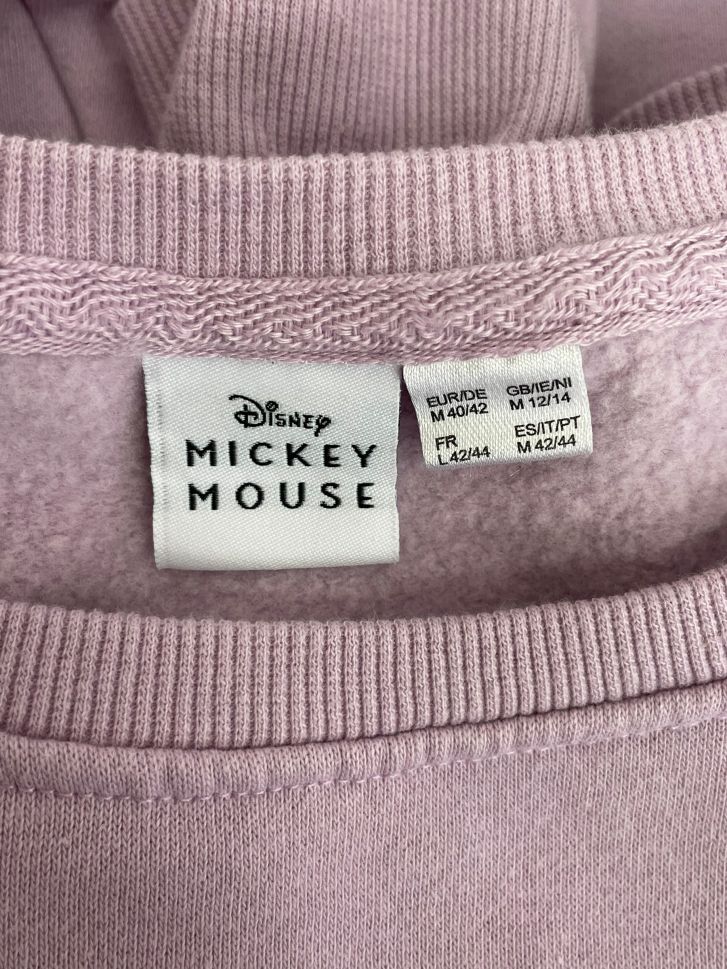 Disney
MICKEY
MOUSE
EUR/DE
M 40/42
GB/IE/NI
M 12/14
FR
L 42/44
ES/IT/PT
M 42/44